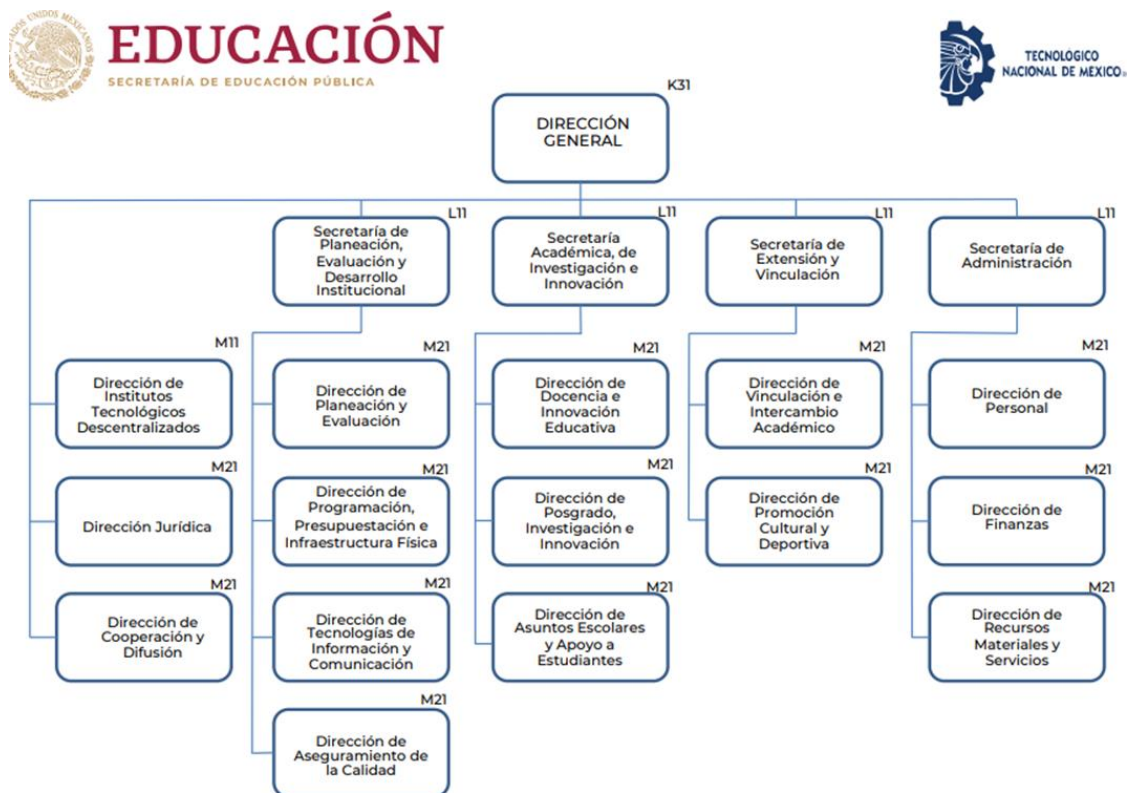 ESTADOS UNIDOS MEXICANOS
EDUCACIÓN
SECRETARÍA DE EDUCACIÓN PÚBLICA
TECNOLÓGICO
NACIONAL DE MEXICO®
K31
DIRECCIÓN
GENERAL
L11
Secretaría de
Planeación,
Evaluación y
Desarrollo
Institucional
L11
Secretaría
Académica, de
Investigación e
Innovación
L11
Secretaría de
Extensión y
Vinculación
L11
Secretaría de
Administración
M11
Dirección de
Institutos
Tecnológicos
Descentralizados
M21
Dirección Jurídica
M21
Dirección de
Cooperación y
Difusión
M21
Dirección de
Planeación y
Evaluación
M21
Dirección de
Programación,
Presupuestación e
Infraestructura Física
M21
Dirección de
Tecnologías de
Información y
Comunicación
M21
Dirección de
Aseguramiento de
la Calidad
M21
Dirección de
Docencia e
Innovación
Educativa
M21
Dirección de
Posgrado,
Investigación e
Innovación
M21
Dirección de
Asuntos Escolares
y Apoyo a
Estudiantes
M21
Dirección de
Vinculación e
Intercambio
Académico
M21
Dirección de
Promoción
Cultural y
Deportiva
M21
Dirección de
Personal
M21
Dirección de
Finanzas
M21
Dirección de
Recursos
Materiales y
Servicios